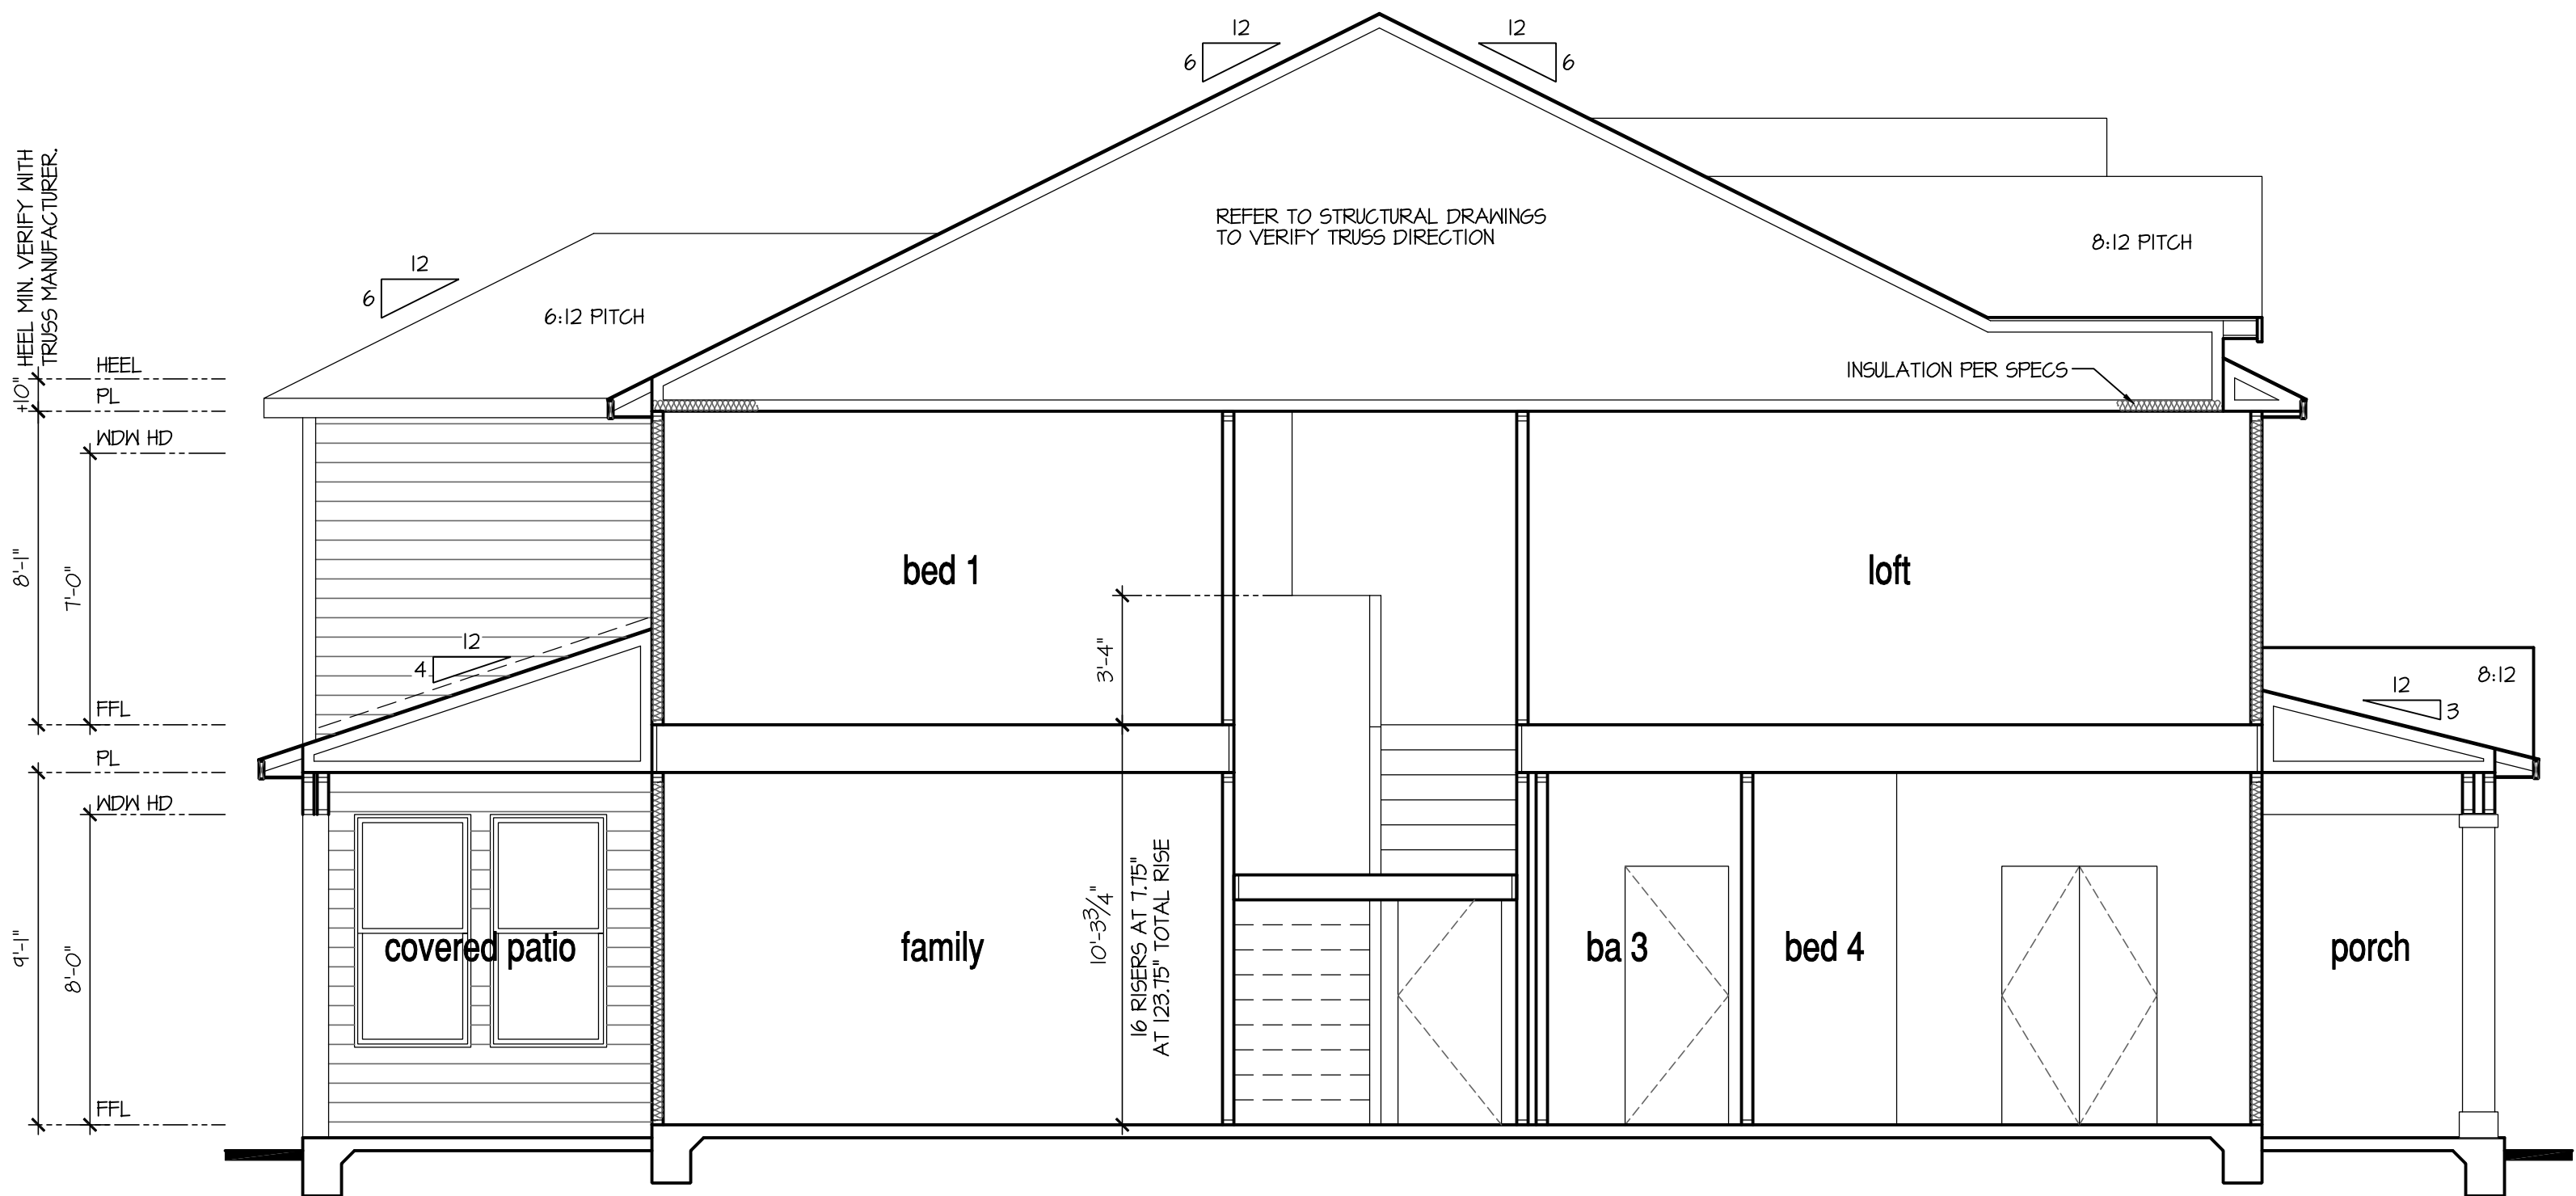 12
12
6
6
HEEL MIN. VERIFY WITH
TRUSS MANUFACTURER.
+10"
REFER TO STRUCTURAL DRAWINGS
TO VERIFY TRUSS DIRECTION
8:12 PITCH
12
6
6:12 PITCH
HEEL
PL
INSULATION PER SPECS
WDW HD
8'-1"
7'-0"
bed 1
loft
3'-4"
12
4
8:12
12
3
FFL
PL
WDW HD
9'-1"
8'-0"
covered patio
family
10'-3 3/4"
16 RISERS AT 7.75"
AT 123.75" TOTAL RISE
ba 3
bed 4
porch
FFL